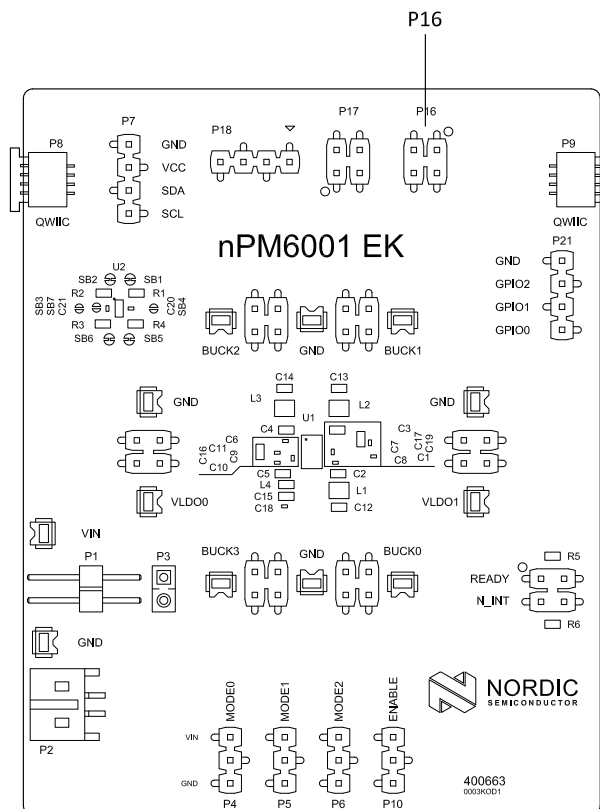 P16
P7
P18
P17
P16
P8
GND
VCC
SDA
SCL
QWIIC
P9
QWIIC
nPM6001 EK
P21
GND
GPIO2
GPIO1
GPIO0
U2
SB2 SB1
R2 R1
SB3 SB7 C21 C20 SB4
R3 R4
SB6 SB5
BUCK2 GND BUCK1
C14 C13
L3 L2
U1
GND GND
C4
C16 C11 C6 C9 C10
C3 C7 C17 C19 C8 C1
C5 C2
L4 L1
C15
C18 C12
VLDO0 VLDO1
VIN
P1 P3
BUCK3 GND BUCK0
R5
READY
N_INT
R6
GND
P2
MODE0 MODE1 MODE2 ENABLE
NORDIC
SEMICONDUCTOR
VIN
GND
400663
0003KOD1
P4 P5 P6 P10